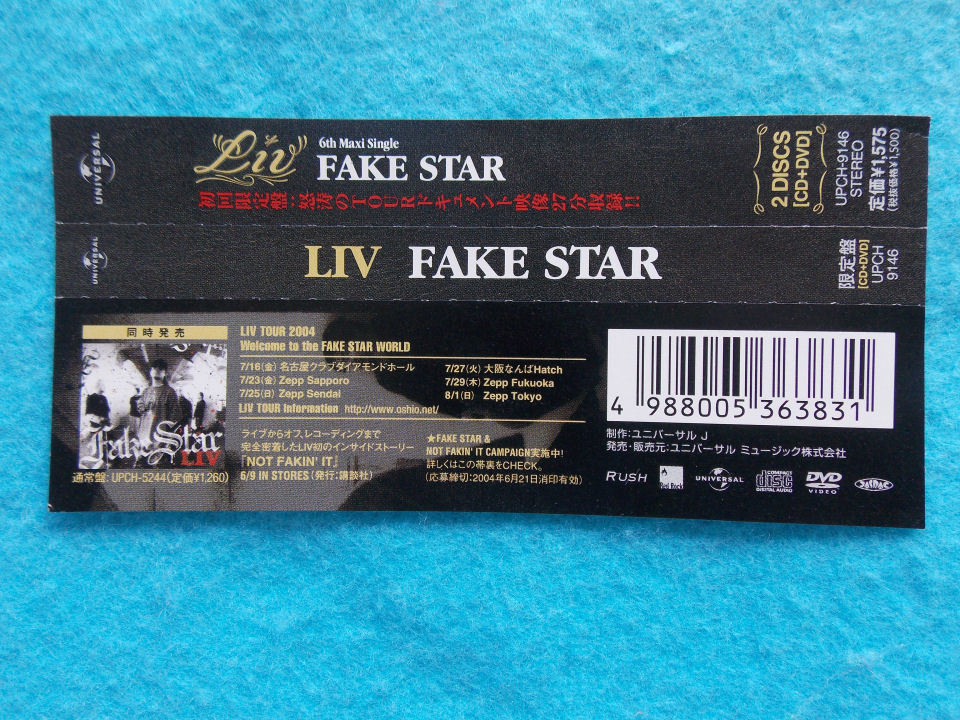 UNIVERSAL
Liv
6th Maxi Single
FAKE STAR
初回限定盤・怒涛のTOURドキュメント映像27分収録!!
2 DISCS
[CD+DVD]
UPCH-9146
STEREO
定価¥1,575
(税抜価格¥1,500)
UNIVERSAL
LIV FAKE STAR
限定盤
[CD+DVD]
UPCH
9146
同時発売
Fake Star
LIV
通常盤: UPCH-5244(定価¥1,260)
LIV TOUR 2004
Welcome to the FAKE STAR WORLD
7/16(金) 名古屋クラブダイアモンドホール
7/23(金) Zepp Sapporo
7/25(日) Zepp Sendai
7/27(火) 大阪なんばHatch
7/29(木) Zepp Fukuoka
8/1(日) Zepp Tokyo
LIV TOUR Information http://www.oshio.net/
ライブからオフ、レコーディングまで
完全密着したLIV初のインサイドストーリー
「NOT FAKIN' IT」
6/9 IN STORES(発行:講談社)
★FAKE STAR &
NOT FAKIN' IT CAMPAIGN実施中!
詳しくはこの帯裏をCHECK。
(応募締切:2004年6月21日消印有効)
4 988005 363831
制作:ユニバーサル J
発売・販売元:ユニバーサル ミュージック株式会社
RUSH
Red Rock
UNIVERSAL
COMPACT
disc
DIGITAL AUDIO
DVD
VIDEO
JASRAC